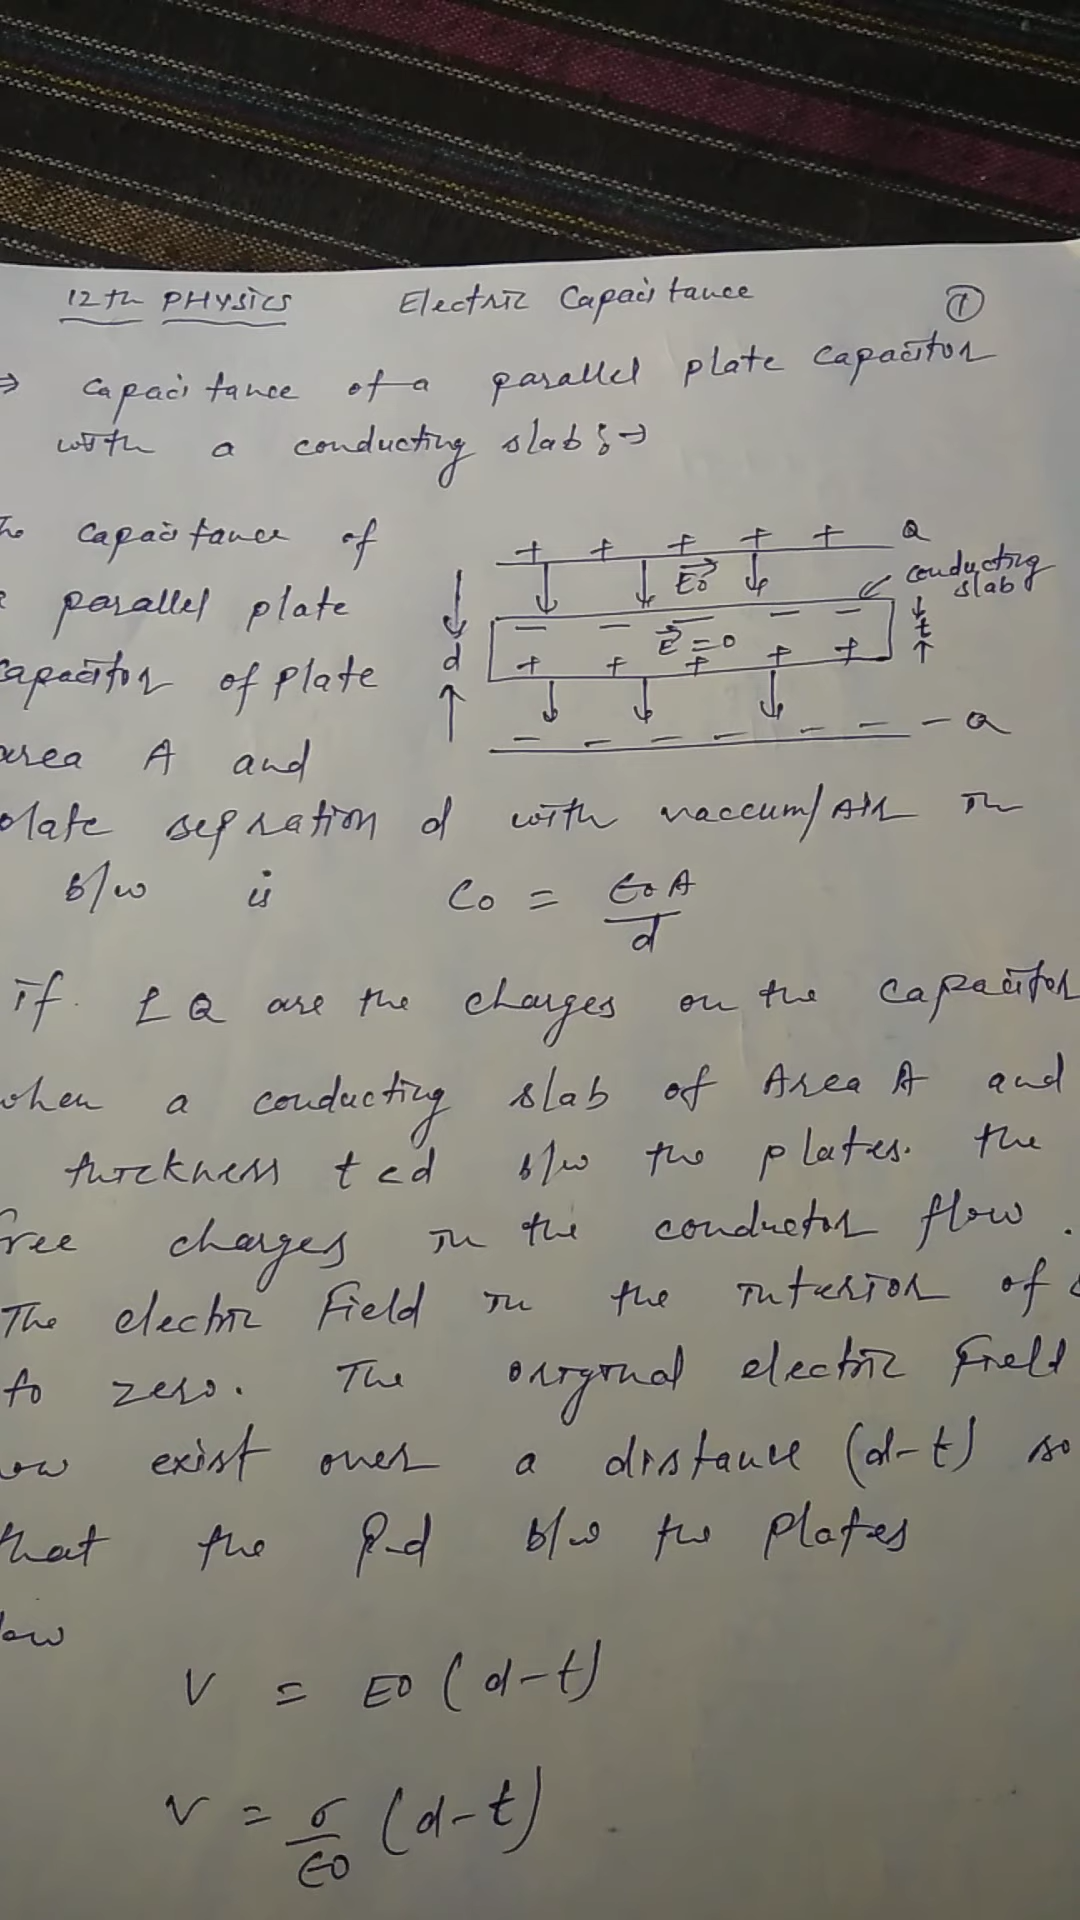 12th PHYSICS Electric Capacitance 1
⇒ Capacitance of a parallel plate capacitor
with a conducting slab :→
The capacitance of
parallel plate
capacitor of plate
area A and
+ + + + + Q
E₀
conducting
slab
− − − − −
E = 0
+ + + + +
d
t
− − − − − − − − Q
plate sepration d with vaccum/Air in
b/w is C₀ = ε₀A/d
if ± Q are the charges on the capacitor
when a conducting slab of Area A and
thickness t<d b/w the plates. the
free charges in the conductor flow .
The electric Field in the interior of s
to zero. The original electric field
now exist over a distance (d-t) so
that the P.d b/w the plates
V = E0 (d-t)
V = σ/ε0 (d-t)